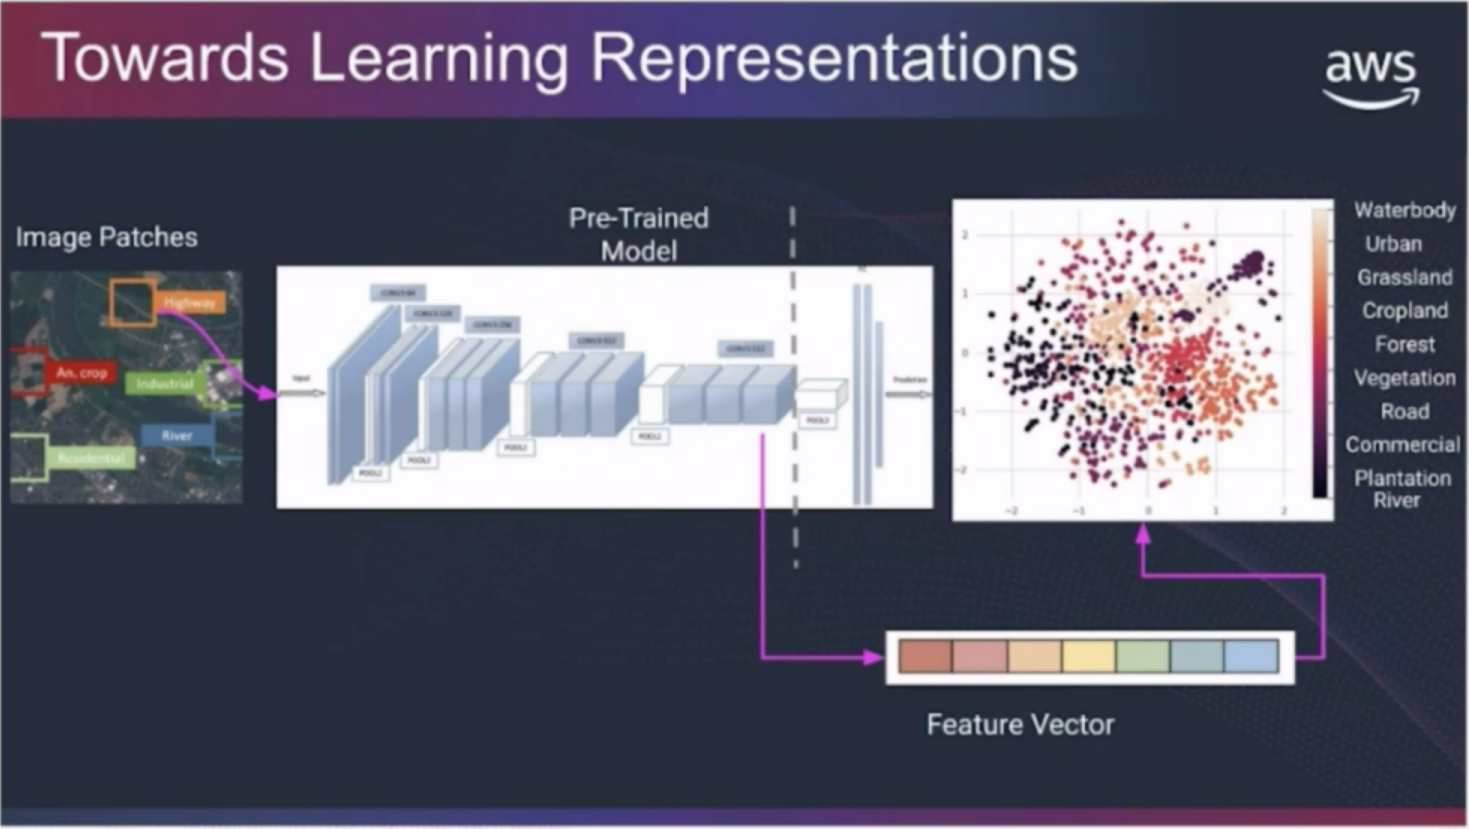 Towards Learning Representations
aws
Image Patches
Highway
An. crop
Industrial
River
Residential
Pre-Trained
Model
CONV3-64
CONV3-128
CONV3-256
CONV3-512
CONV3-512
Input
POOL2
POOL2
POOL2
POOL2
POOL2
Prediction
2
1
0
−1
−2
−2
−1
0
1
2
Waterbody
Urban
Grassland
Cropland
Forest
Vegetation
Road
Commercial
Plantation
River
Feature Vector